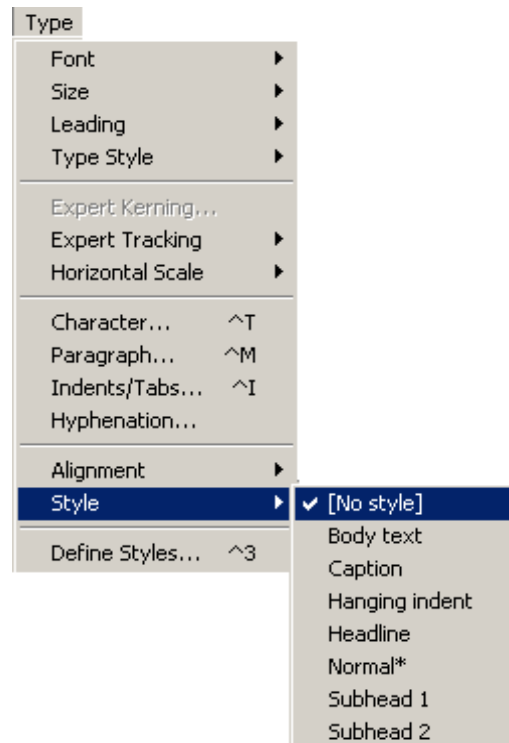 Type
Font
Size
Leading
Type Style
Expert Kerning...
Expert Tracking
Horizontal Scale
Character... ^T
Paragraph... ^M
Indents/Tabs... ^I
Hyphenation...
Alignment
Style
Define Styles... ^3
[No style]
Body text
Caption
Hanging indent
Headline
Normal*
Subhead 1
Subhead 2